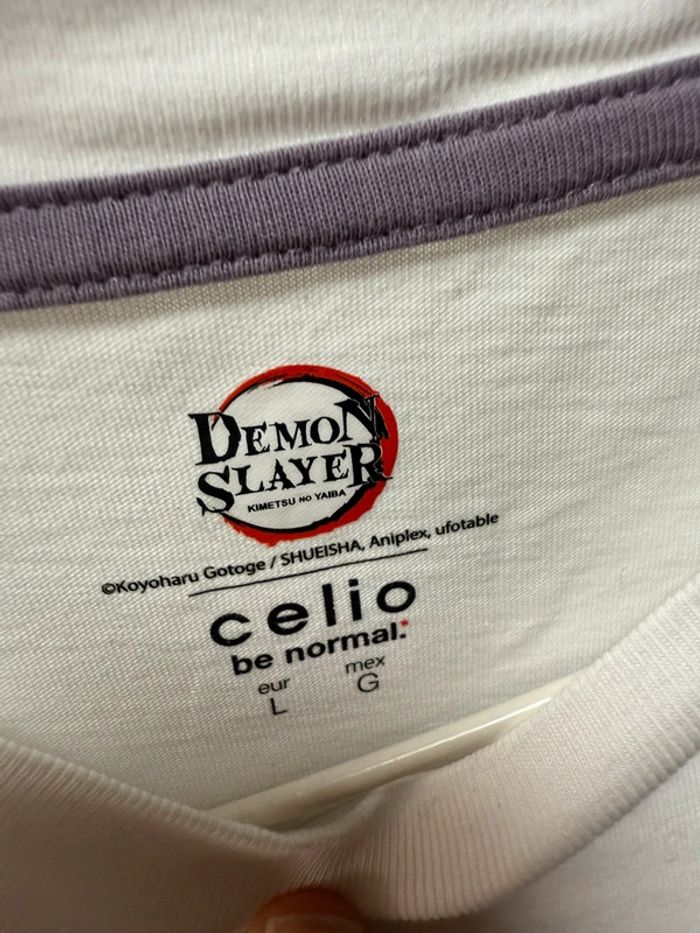 DEMON
SLAYER
KIMETSU NO YAIBA
©Koyoharu Gotoge / SHUEISHA, Aniplex, ufotable
celio
be normal.*
eur mex
L G